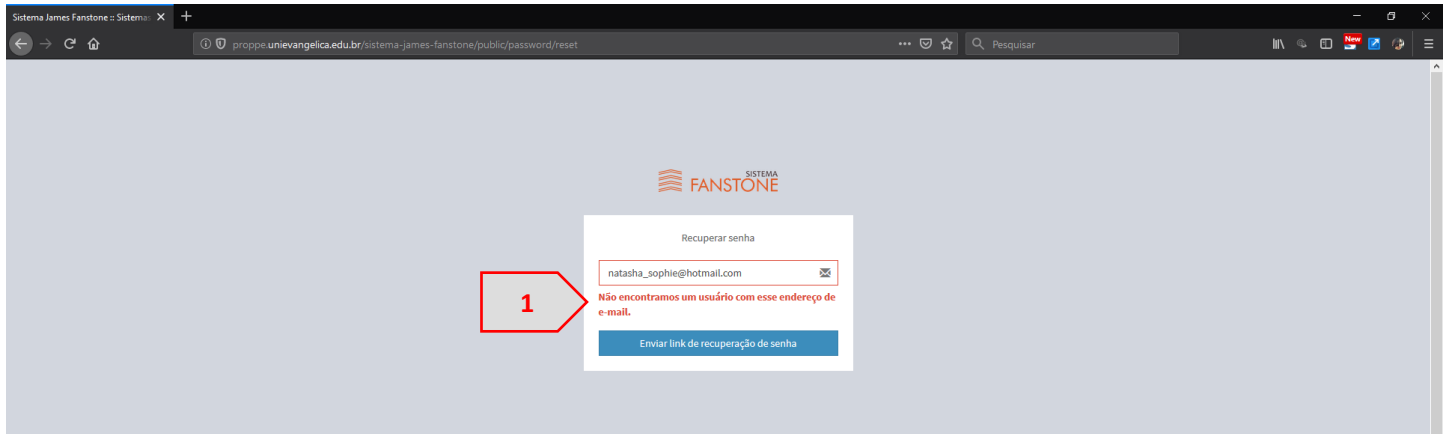 Sistema James Fanstone :: Sistemas
proppe.unievangelica.edu.br/sistema-james-fanstone/public/password/reset
Pesquisar
New
SISTEMA
FANSTONE
Recuperar senha
natasha_sophie@hotmail.com
1
Não encontramos um usuário com esse endereço de
e-mail.
Enviar link de recuperação de senha